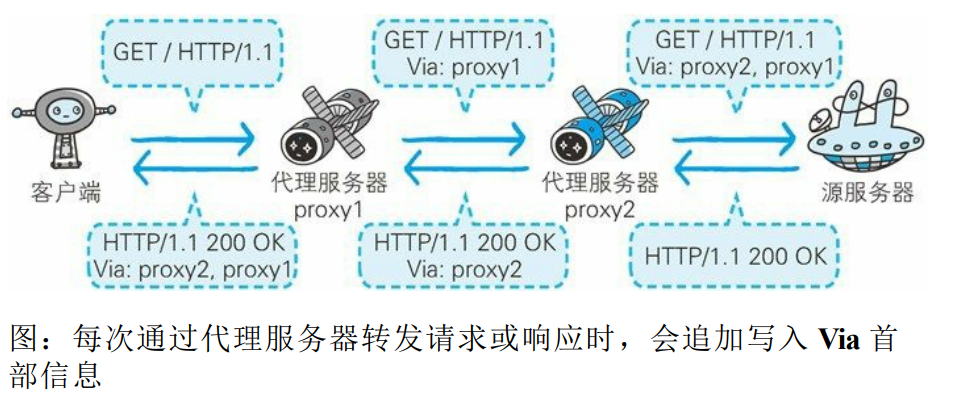 GET / HTTP/1.1
GET / HTTP/1.1
Via: proxy1
GET / HTTP/1.1
Via: proxy2, proxy1
客户端
代理服务器
proxy1
代理服务器
proxy2
源服务器
HTTP/1.1 200 OK
Via: proxy2, proxy1
HTTP/1.1 200 OK
Via: proxy2
HTTP/1.1 200 OK
图：每次通过代理服务器转发请求或响应时，会追加写入 Via 首
部信息